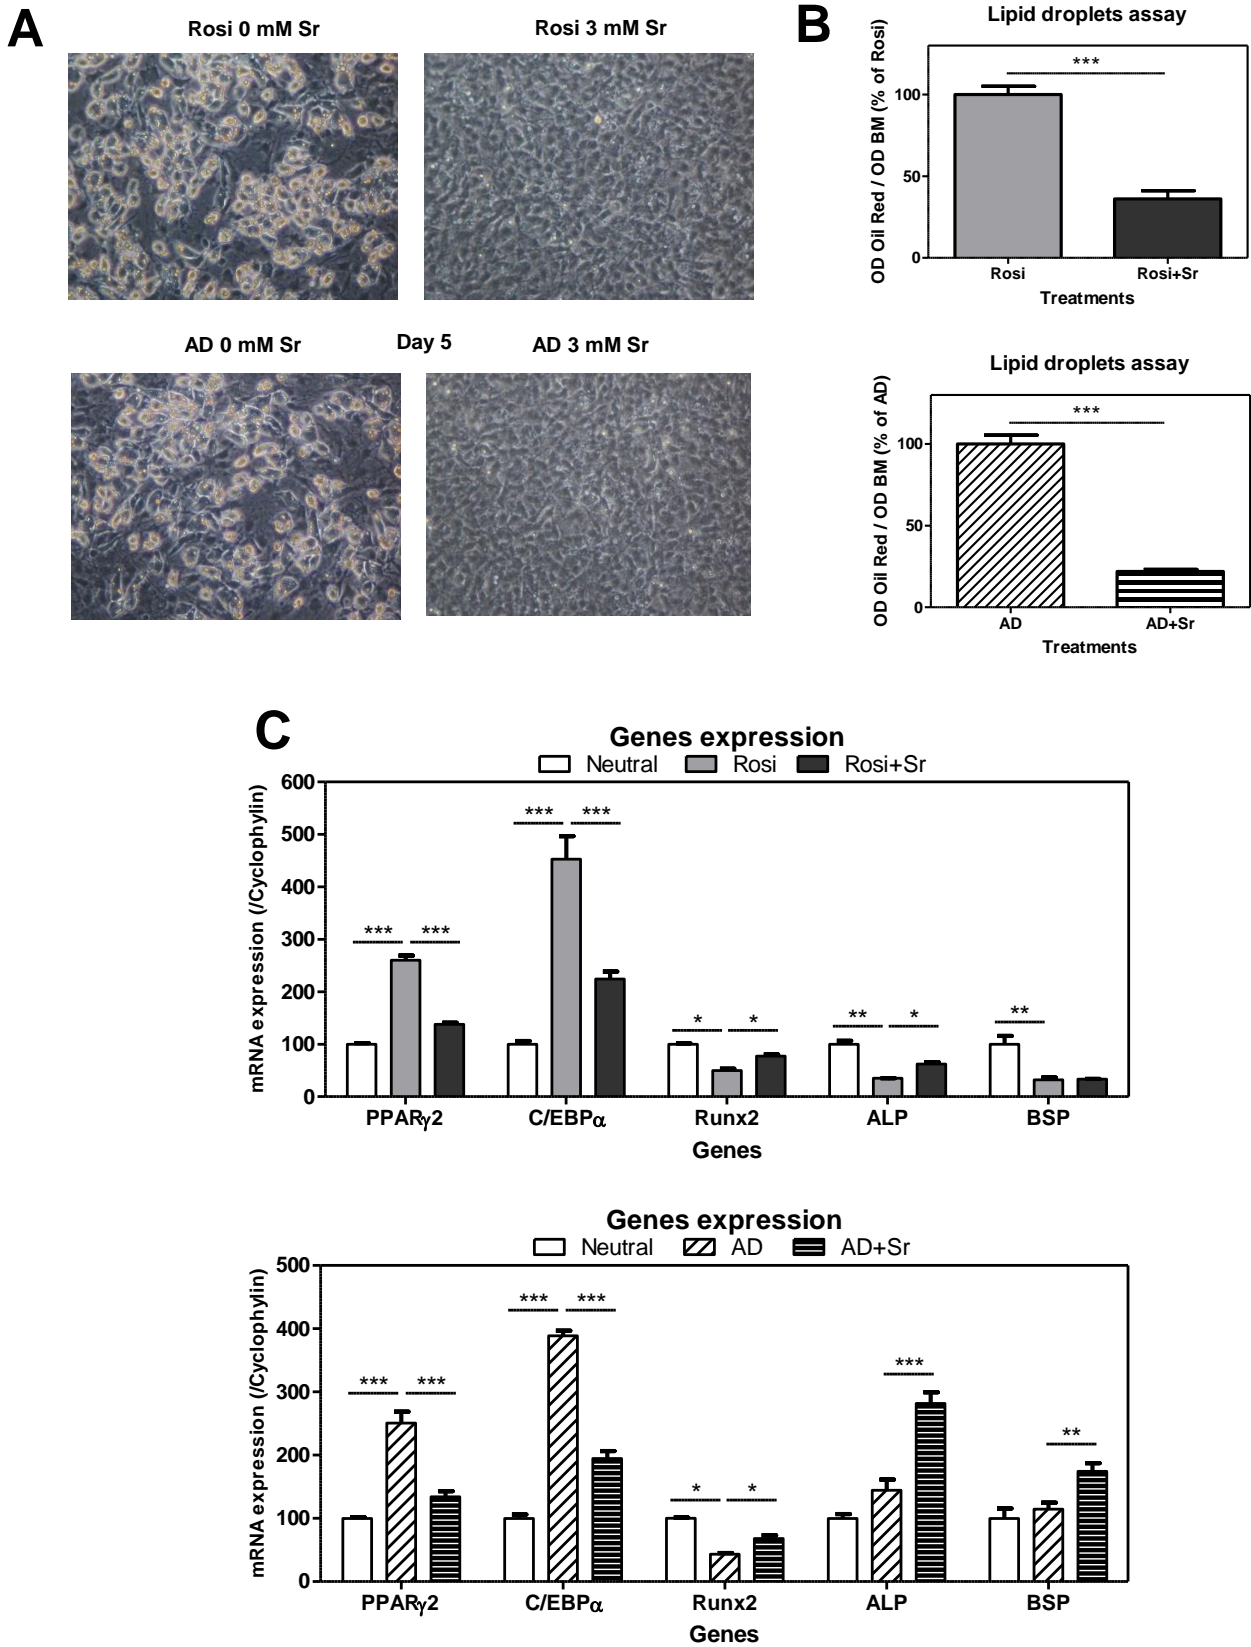 A
Rosi 0 mM Sr
Rosi 3 mM Sr
AD 0 mM Sr
Day 5
AD 3 mM Sr
B
Lipid droplets assay
OD Oil Red / OD BM (% of Rosi)
***
100
50
0
Rosi
Rosi+Sr
Treatments
Lipid droplets assay
OD Oil Red / OD BM (% of AD)
***
100
50
0
AD
AD+Sr
Treatments
C
Genes expression
Neutral Rosi Rosi+Sr
mRNA expression (/Cyclophylin)
600
500
400
300
200
100
0
*** ***
*** ***
* *
** *
**
PPARγ2 C/EBPα Runx2 ALP BSP
Genes
Genes expression
Neutral AD AD+Sr
mRNA expression (/Cyclophylin)
500
400
300
200
100
0
*** ***
*** ***
* *
***
**
PPARγ2 C/EBPα Runx2 ALP BSP
Genes